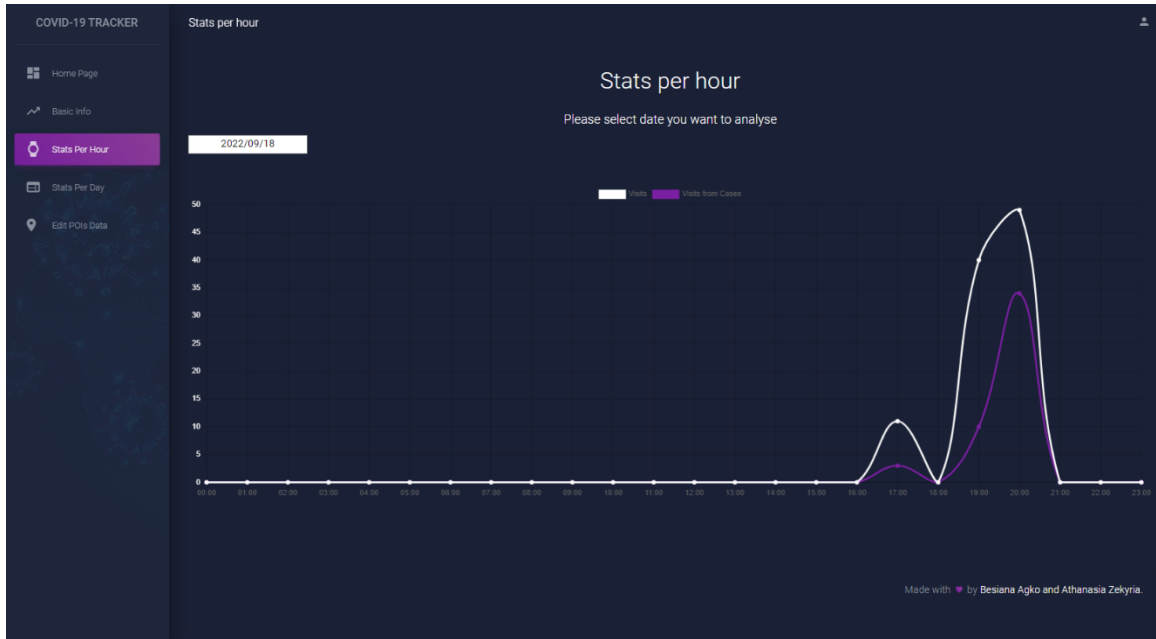 COVID-19 TRACKER
Stats per hour
Home Page
Basic Info
Stats Per Hour
Stats Per Day
Edit POIs Data
Stats per hour
Please select date you want to analyse
2022/09/18
Visits Visits from Cases
50
45
40
35
30
25
20
15
10
5
0
00:00 01:00 02:00 03:00 04:00 05:00 06:00 07:00 08:00 09:00 10:00 11:00 12:00 13:00 14:00 15:00 16:00 17:00 18:00 19:00 20:00 21:00 22:00 23:00
Made with ♥ by Besiana Agko and Athanasia Zekyria.